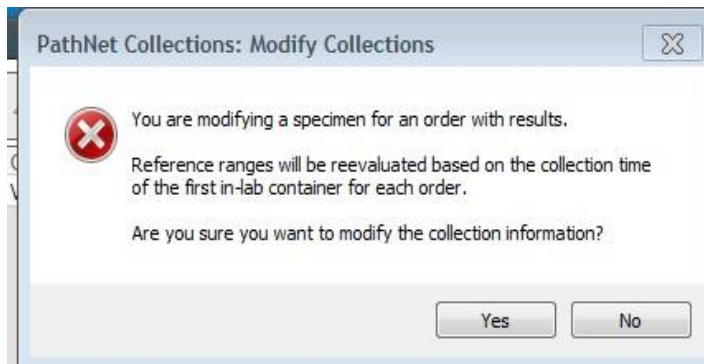 PathNet Collections: Modify Collections
You are modifying a specimen for an order with results.
Reference ranges will be reevaluated based on the collection time
of the first in-lab container for each order.
Are you sure you want to modify the collection information?
Yes
No